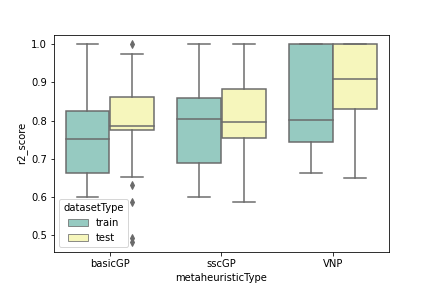 1.0
0.9
0.8
0.7
0.6
0.5
r2_score
datasetType
train
test
basicGP
sscGP
VNP
metaheuristicType